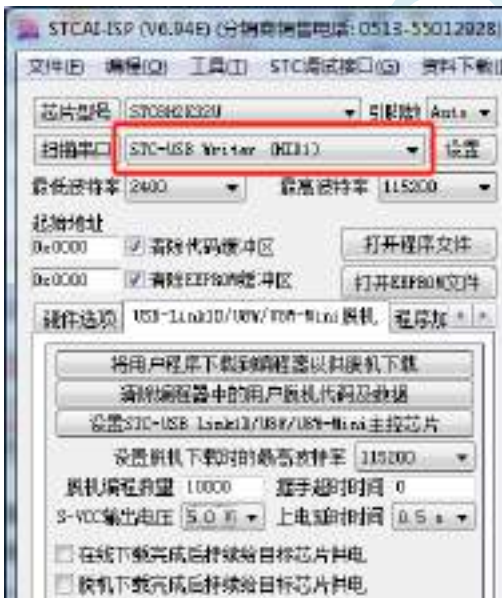 STCAI-ISP (V6.94E) (分销商销售电话: 0513-55012928)
文件(F) 编程(O) 工具(T) STC调试接口(G) 资料下载
芯片型号 STC8H2K32U 引脚数 Auto
扫描串口 STC-USB Writer (HID1) 设置
最低波特率 2400 最高波特率 115200
起始地址
0x0000 清除代码缓冲区 打开程序文件
0x0000 清除EEPROM缓冲区 打开EEPROM文件
硬件选项 USB-Link1D/U8W/U8W-Mini脱机 程序加
将用户程序下载到编程器以供脱机下载
清除编程器中的用户脱机代码及数据
设置STC-USB Link1D/U8W/U8W-Mini主控芯片
设置脱机下载时的最高波特率 115200
脱机编程数量 10000 握手超时时间 0
S-VCC输出电压 5.0 上电延时时间 0.5 s
在线下载完成后持续给目标芯片供电
脱机下载完成后持续给目标芯片供电